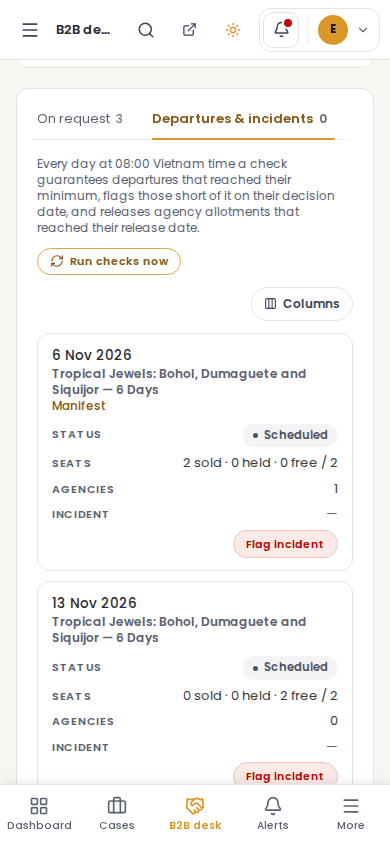 B2B de...
E
On request 3
Departures & incidents 0
Every day at 08:00 Vietnam time a check
guarantees departures that reached their
minimum, flags those short of it on their decision
date, and releases agency allotments that
reached their release date.
Run checks now
Columns
6 Nov 2026
Tropical Jewels: Bohol, Dumaguete and
Siquijor — 6 Days
Manifest
STATUS
Scheduled
SEATS
2 sold · 0 held · 0 free / 2
AGENCIES
1
INCIDENT
—
Flag incident
13 Nov 2026
Tropical Jewels: Bohol, Dumaguete and
Siquijor — 6 Days
STATUS
Scheduled
SEATS
0 sold · 0 held · 2 free / 2
AGENCIES
0
INCIDENT
—
Flag incident
Dashboard
Cases
B2B desk
Alerts
More